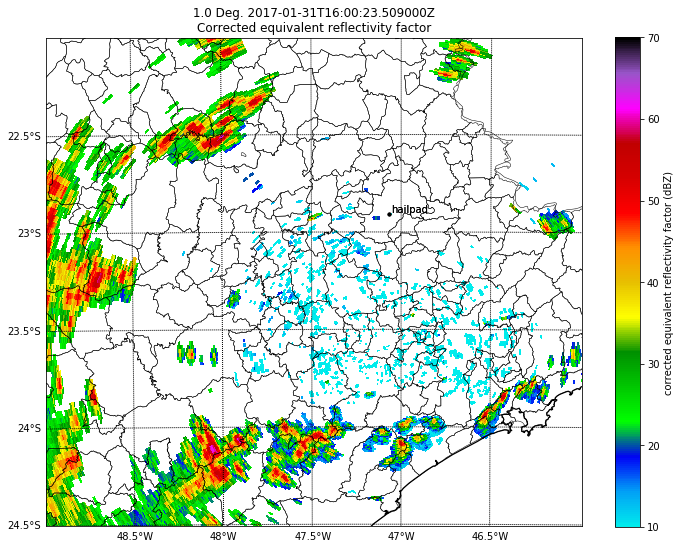 1.0 Deg. 2017-01-31T16:00:23.509000Z
Corrected equivalent reflectivity factor
22.5°S
23°S
23.5°S
24°S
24.5°S
hailpad
48.5°W
48°W
47.5°W
47°W
46.5°W
70
60
50
40
30
20
10
corrected equivalent reflectivity factor (dBZ)